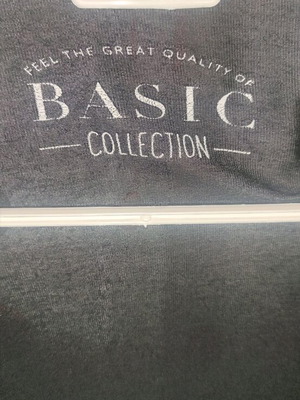 FEEL THE GREAT QUALITY OF
BASIC
COLLECTION